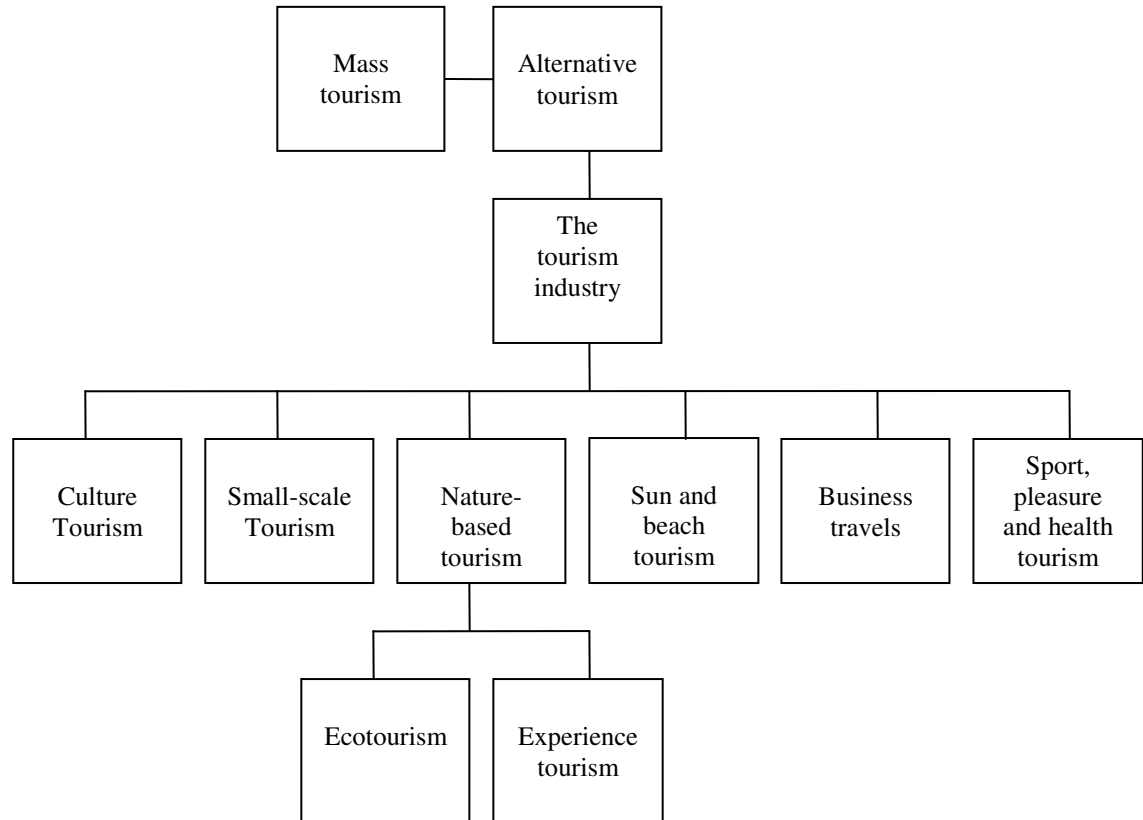 Mass
tourism
Alternative
tourism
The
tourism
industry
Culture
Tourism
Small-scale
Tourism
Nature-
based
tourism
Sun and
beach
tourism
Business
travels
Sport,
pleasure
and health
tourism
Ecotourism
Experience
tourism